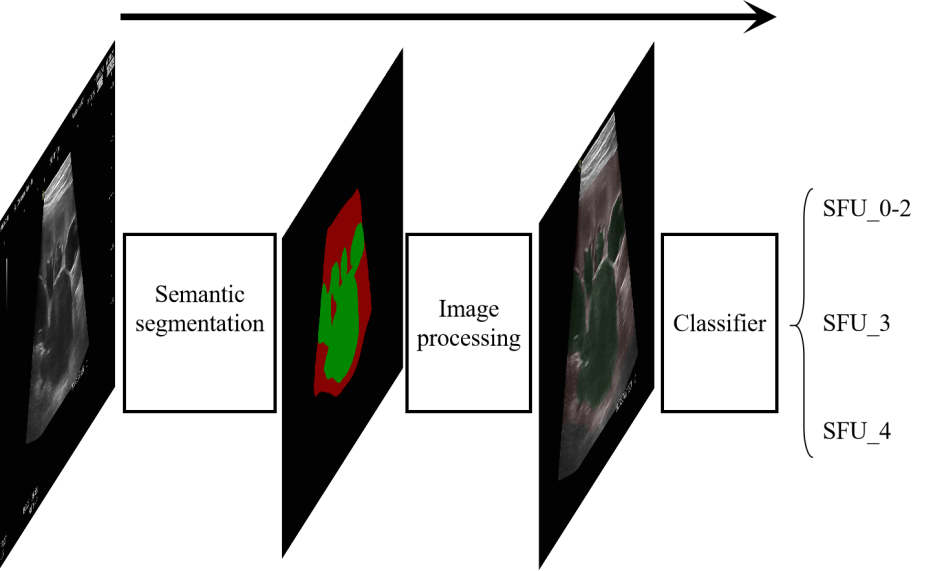 Semantic
segmentation
Image
processing
Classifier
SFU_0-2
SFU_3
SFU_4